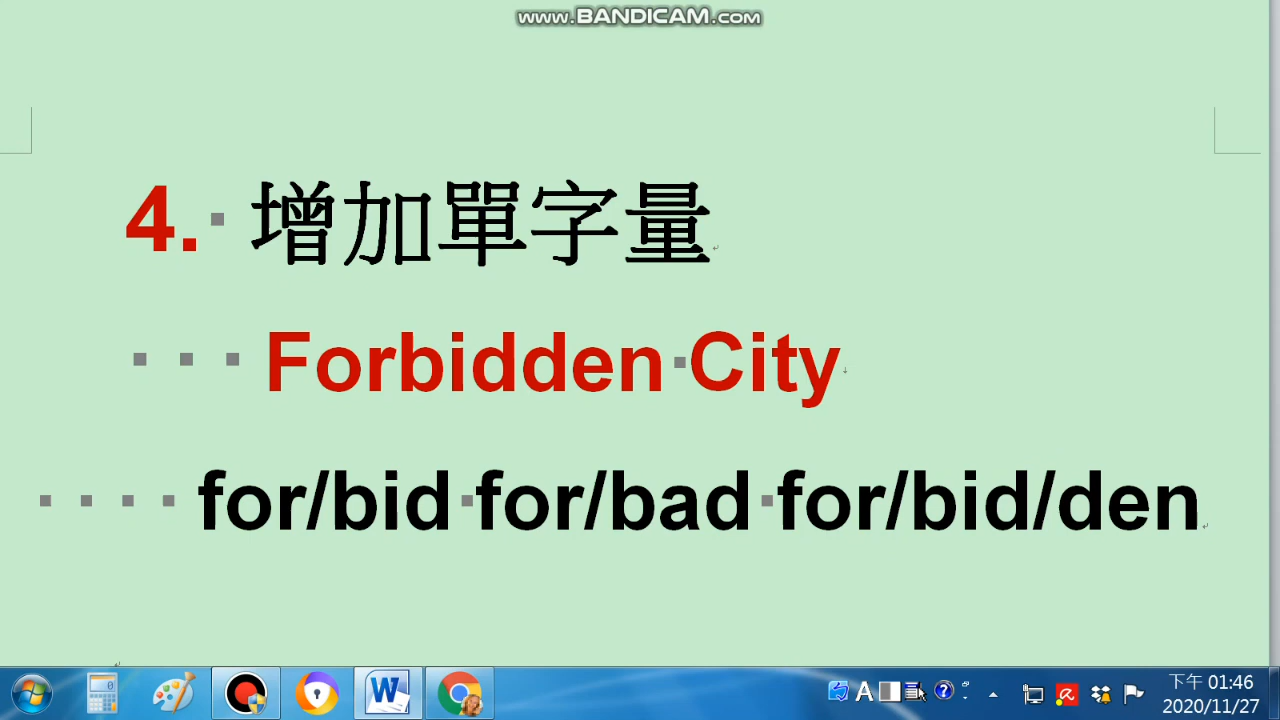 www.BANDICAM.com
4. 增加單字量
Forbidden City
for/bid for/bad for/bid/den
下午 01:46
2020/11/27